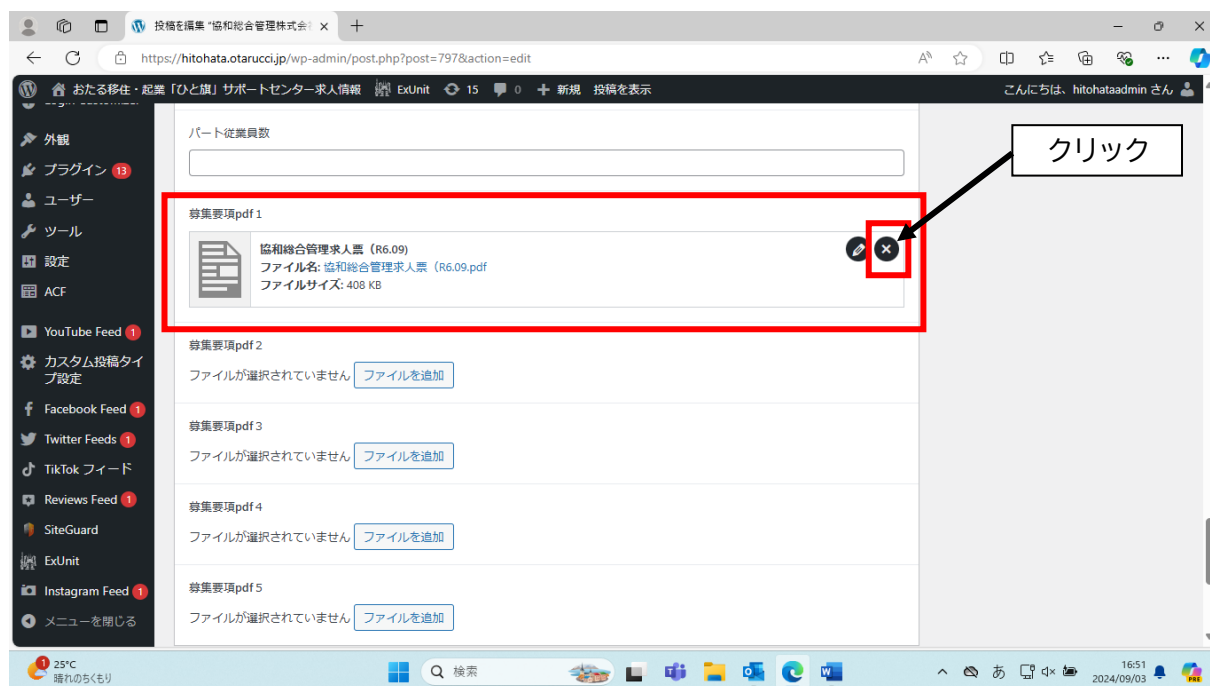 投稿を編集 "協和総合管理株式会
https://hitohata.otarucci.jp/wp-admin/post.php?post=797&action=edit
おたる移住・起業「ひと旗」サポートセンター求人情報 ExUnit 15 0 新規 投稿を表示
こんにちは、hitohataadmin さん
Login Customizer
外観
プラグイン 13
ユーザー
ツール
設定
ACF
YouTube Feed 1
カスタム投稿タイ
プ設定
Facebook Feed 1
Twitter Feeds 1
TikTok フィード
Reviews Feed 1
SiteGuard
ExUnit
Instagram Feed 1
メニューを閉じる
パート従業員数
クリック
募集要項pdf 1
協和総合管理求人票（R6.09)
ファイル名: 協和総合管理求人票（R6.09.pdf
ファイルサイズ: 408 KB
募集要項pdf 2
ファイルが選択されていません ファイルを追加
募集要項pdf 3
ファイルが選択されていません ファイルを追加
募集要項pdf 4
ファイルが選択されていません ファイルを追加
募集要項pdf 5
ファイルが選択されていません ファイルを追加
1
25°C
晴れのちくもり
検索
あ
16:51
2024/09/03
PRE